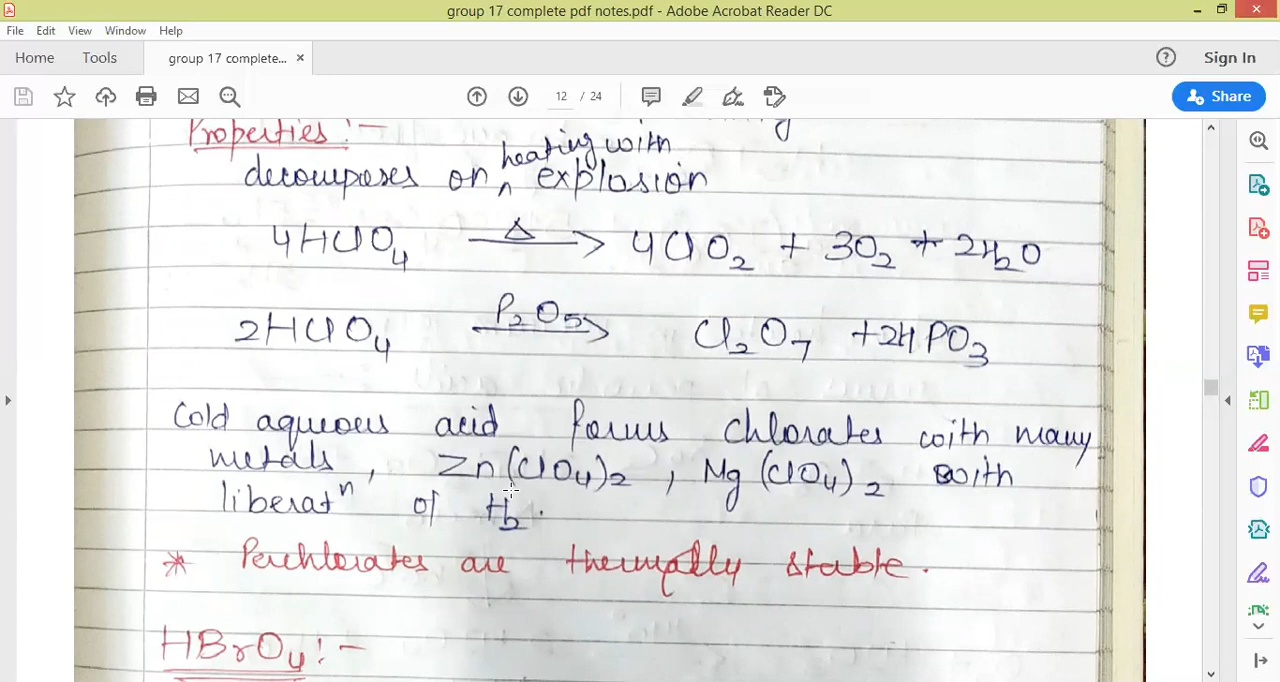 group 17 complete pdf notes.pdf - Adobe Acrobat Reader DC
File Edit View Window Help
Home Tools group 17 complete... × Sign In
12 / 24 Share
Properties :-
decomposes on heating with explosion
4HClO4 Δ→ 4ClO2 + 3O2 + 2H2O
2HClO4 P2O5→ Cl2O7 + 2HPO3
Cold aqueous acid forms chlorates with many
metals, Zn(ClO4)2, Mg(ClO4)2 with
liberatn of H2.
* Perchlorates are thermally stable.
HBrO4 :-